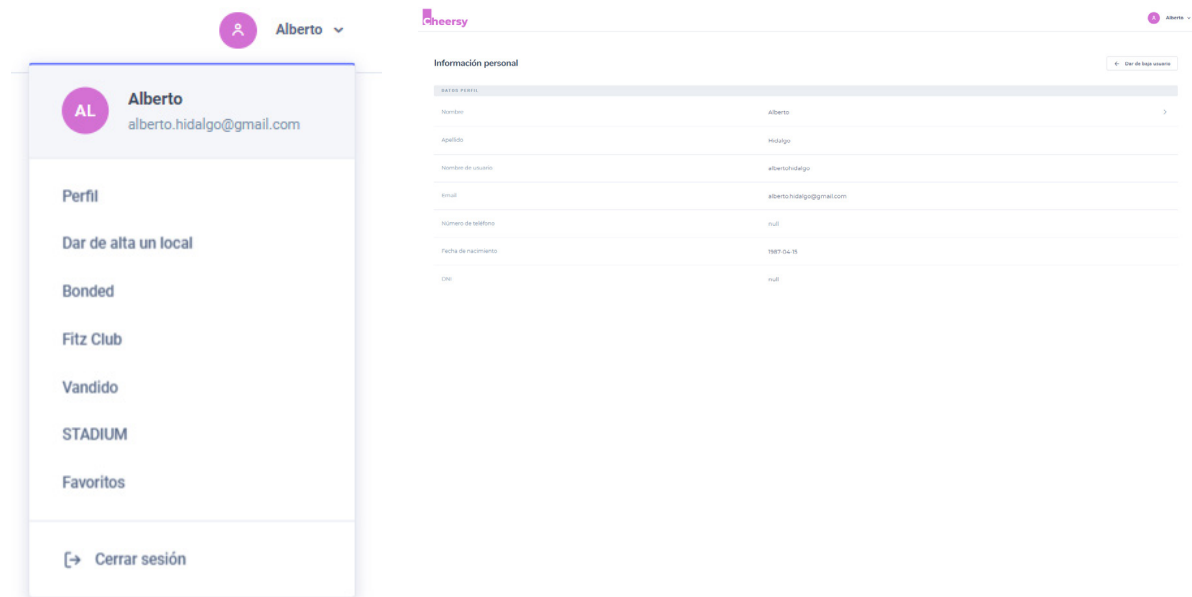 Alberto
AL
Alberto
alberto.hidalgo@gmail.com
Perfil
Dar de alta un local
Bonded
Fitz Club
Vandido
STADIUM
Favoritos
Cerrar sesión
Cheersy
A
Alberto
Información personal
Dar de baja usuario
DATOS PERFIL
Nombre Alberto
Apellido Hidalgo
Nombre de usuario albertohidalgo
Email alberto.hidalgo@gmail.com
Número de teléfono null
Fecha de nacimiento 1987-04-15
DNI null